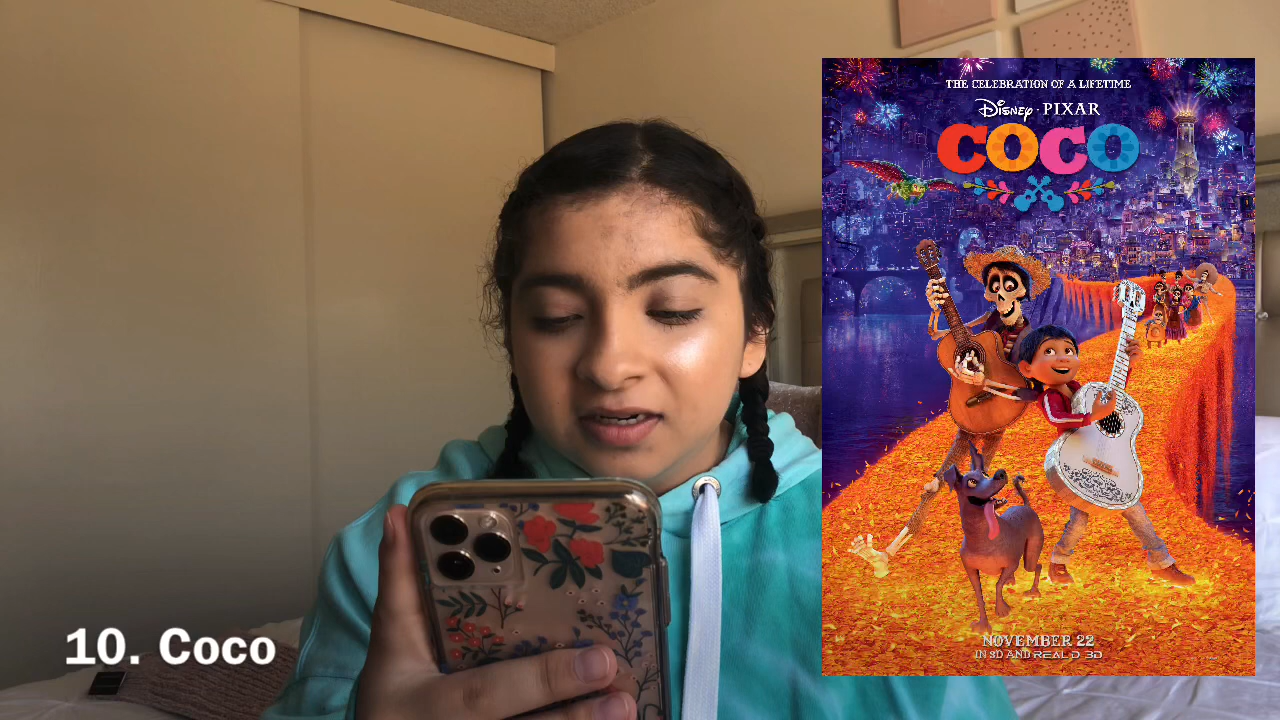 THE CELEBRATION OF A LIFETIME
Disney · PIXAR
COCO
NOVEMBER 22
IN 3D AND REAL D 3D
10. Coco